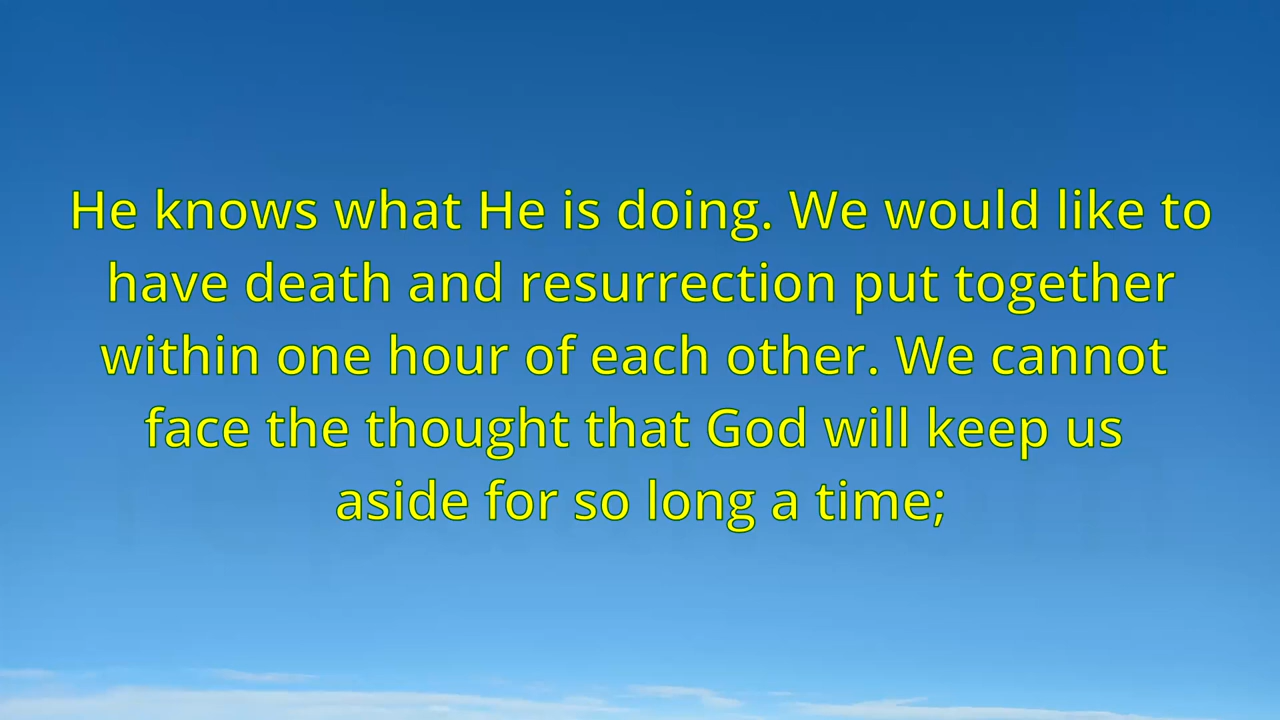 He knows what He is doing. We would like to
have death and resurrection put together
within one hour of each other. We cannot
face the thought that God will keep us
aside for so long a time;